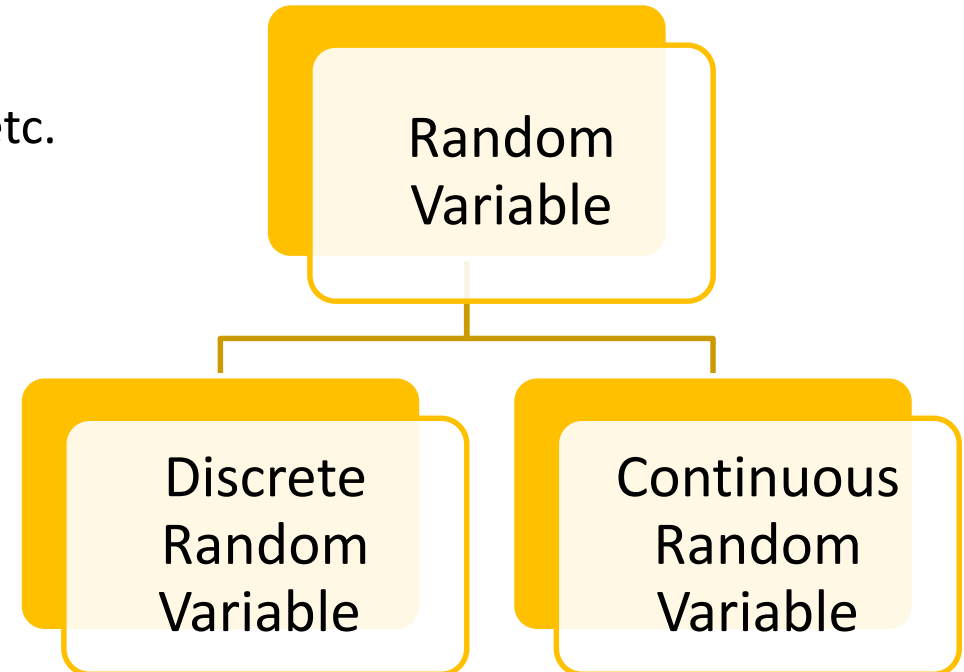 etc.
Random
Variable
Discrete
Random
Variable
Continuous
Random
Variable